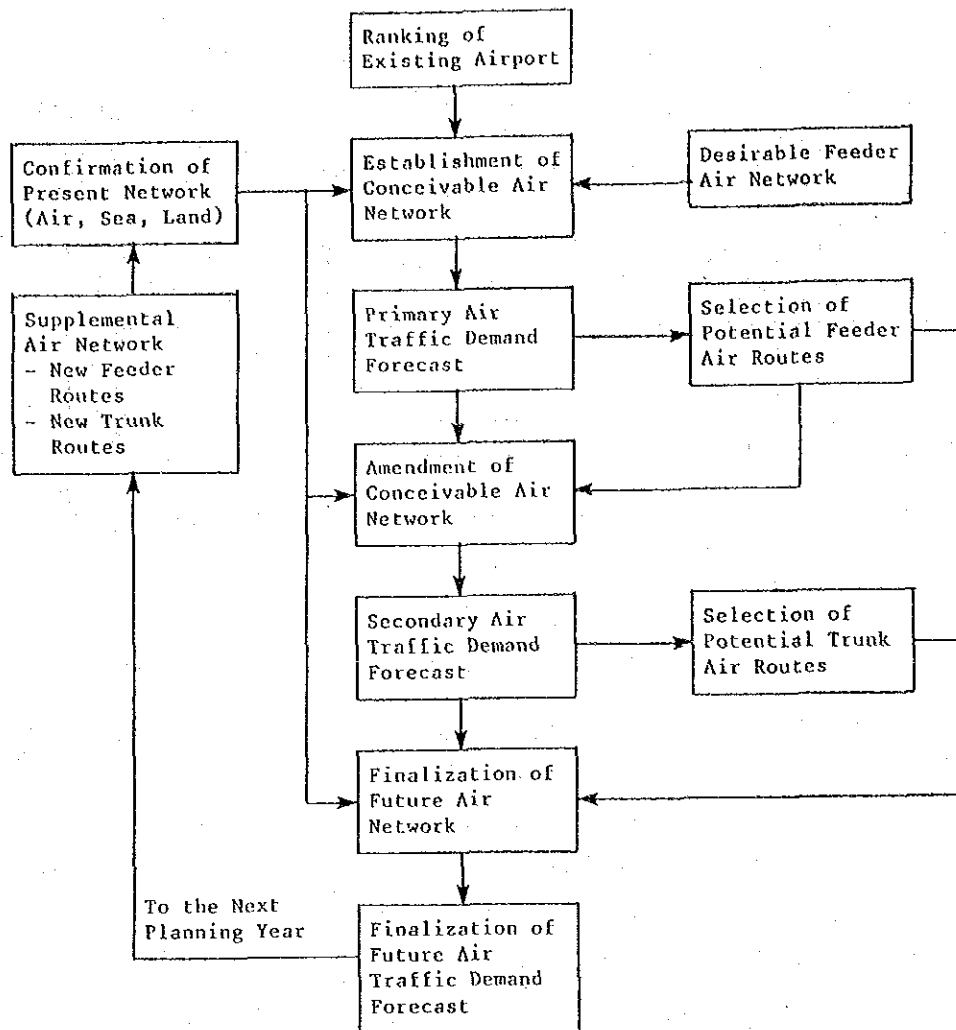 Ranking of
Existing Airport
Confirmation of
Present Network
(Air, Sea, Land)
Establishment of
Conceivable Air
Network
Desirable Feeder
Air Network
Supplemental
Air Network
- New Feeder
Routes
- New Trunk
Routes
Primary Air
Traffic Demand
Forecast
Selection of
Potential Feeder
Air Routes
Amendment of
Conceivable Air
Network
Secondary Air
Traffic Demand
Forecast
Selection of
Potential Trunk
Air Routes
Finalization of
Future Air
Network
To the Next
Planning Year
Finalization of
Future Air
Traffic Demand
Forecast